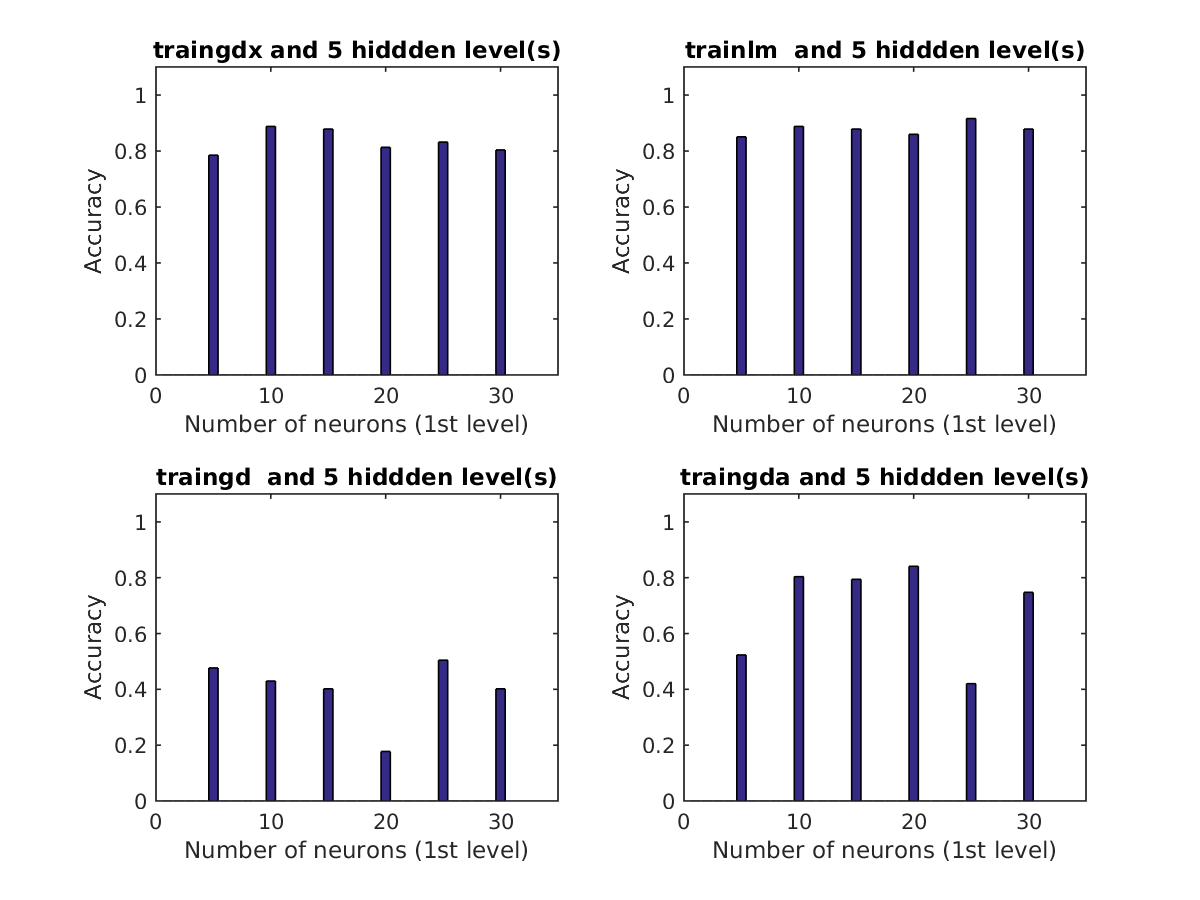 traingdx and 5 hiddden level(s)
1
0.8
0.6
0.4
0.2
0
Accuracy
0 10 20 30
Number of neurons (1st level)
trainlm  and 5 hiddden level(s)
1
0.8
0.6
0.4
0.2
0
Accuracy
0 10 20 30
Number of neurons (1st level)
traingd  and 5 hiddden level(s)
1
0.8
0.6
0.4
0.2
0
Accuracy
0 10 20 30
Number of neurons (1st level)
traingda and 5 hiddden level(s)
1
0.8
0.6
0.4
0.2
0
Accuracy
0 10 20 30
Number of neurons (1st level)